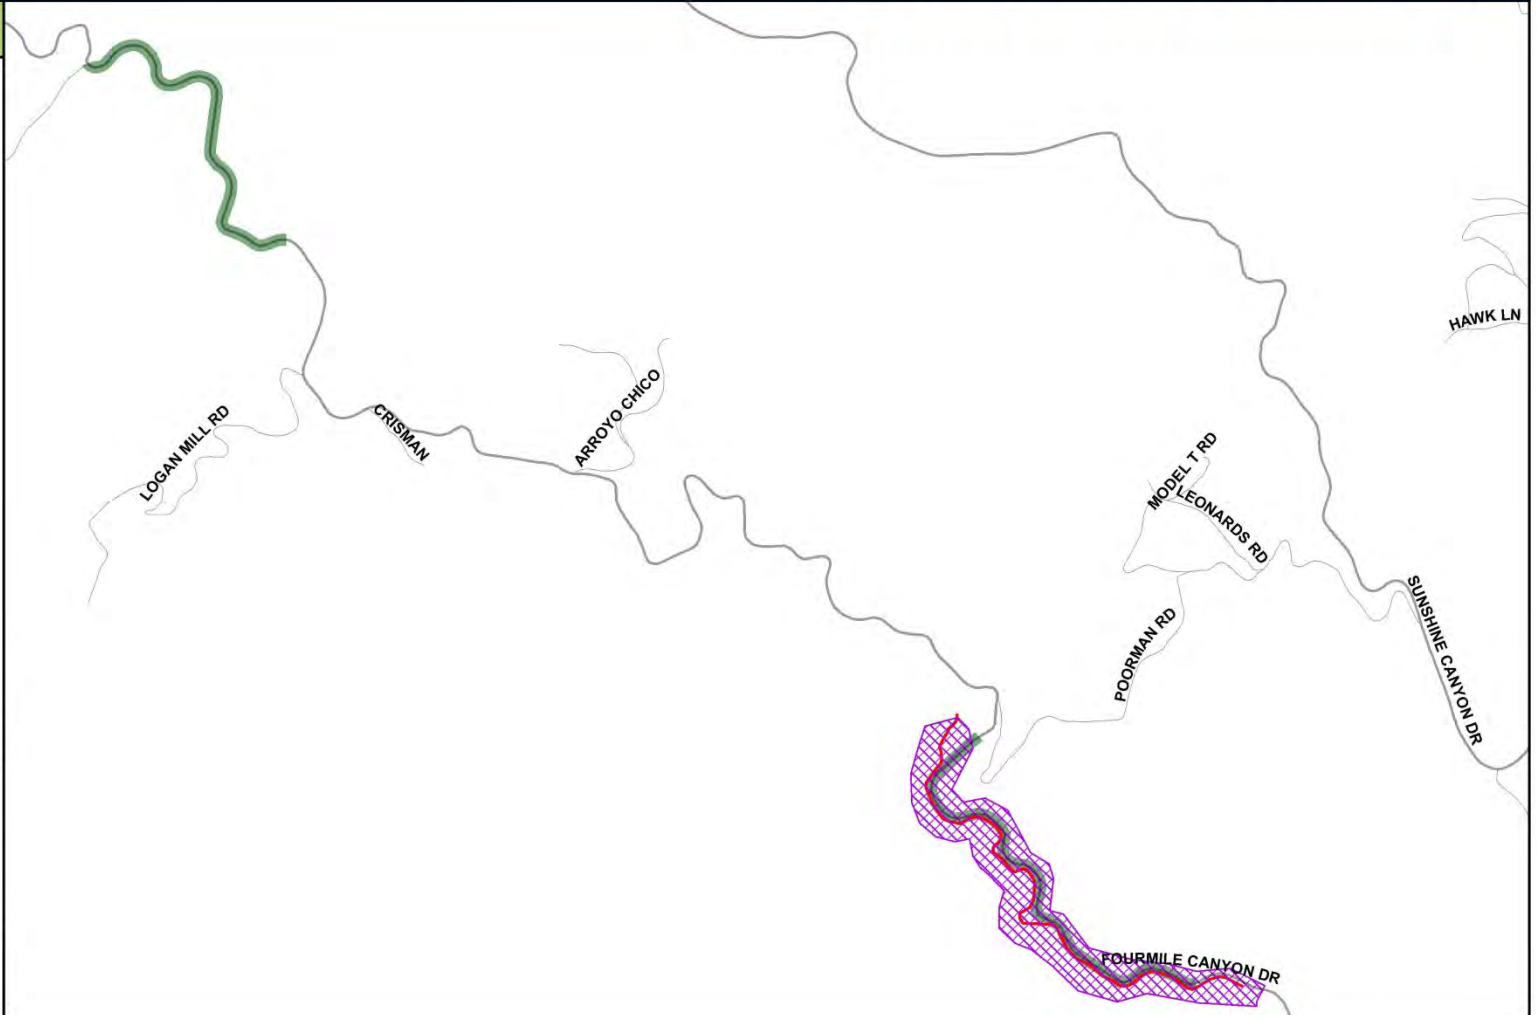 HAWK LN
ARROYO CHICO
LOGAN MILL RD
CRISMAN
MODEL T RD
LEONARDS RD
SUNSHINE CANYON DR
POORMAN RD
FOURMILE CANYON DR